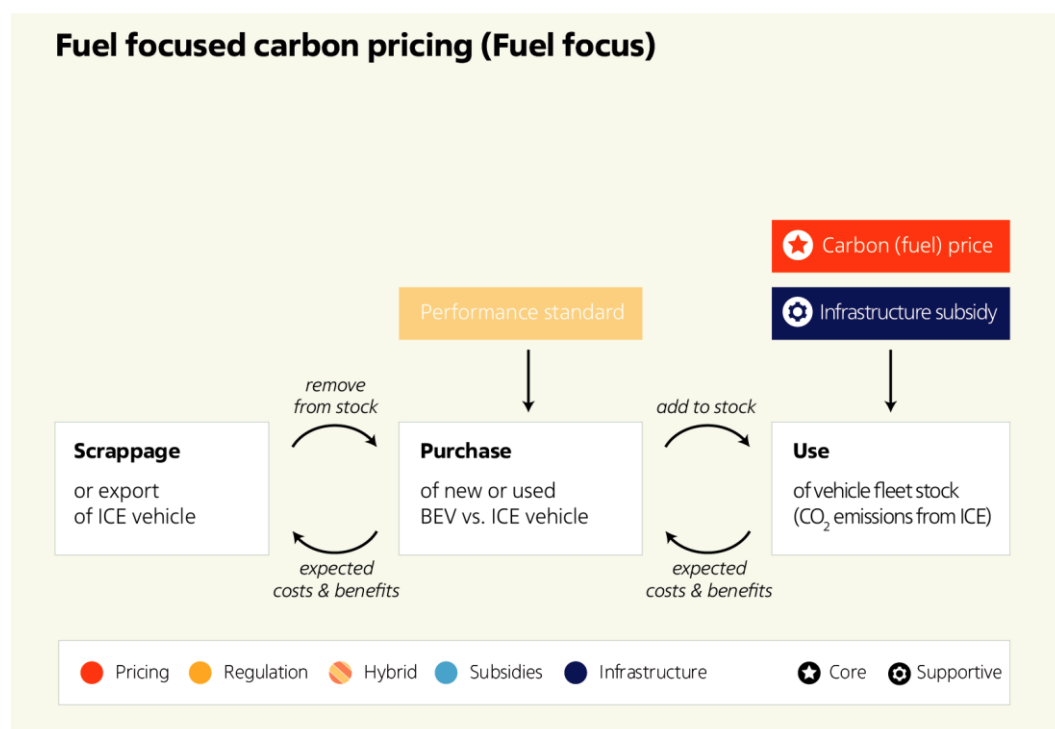 Fuel focused carbon pricing (Fuel focus)
Carbon (fuel) price
Performance standard
Infrastructure subsidy
remove
from stock
add to stock
Scrappage
or export
of ICE vehicle
Purchase
of new or used
BEV vs. ICE vehicle
Use
of vehicle fleet stock
(CO₂ emissions from ICE)
expected
costs & benefits
expected
costs & benefits
Pricing
Regulation
Hybrid
Subsidies
Infrastructure
Core
Supportive